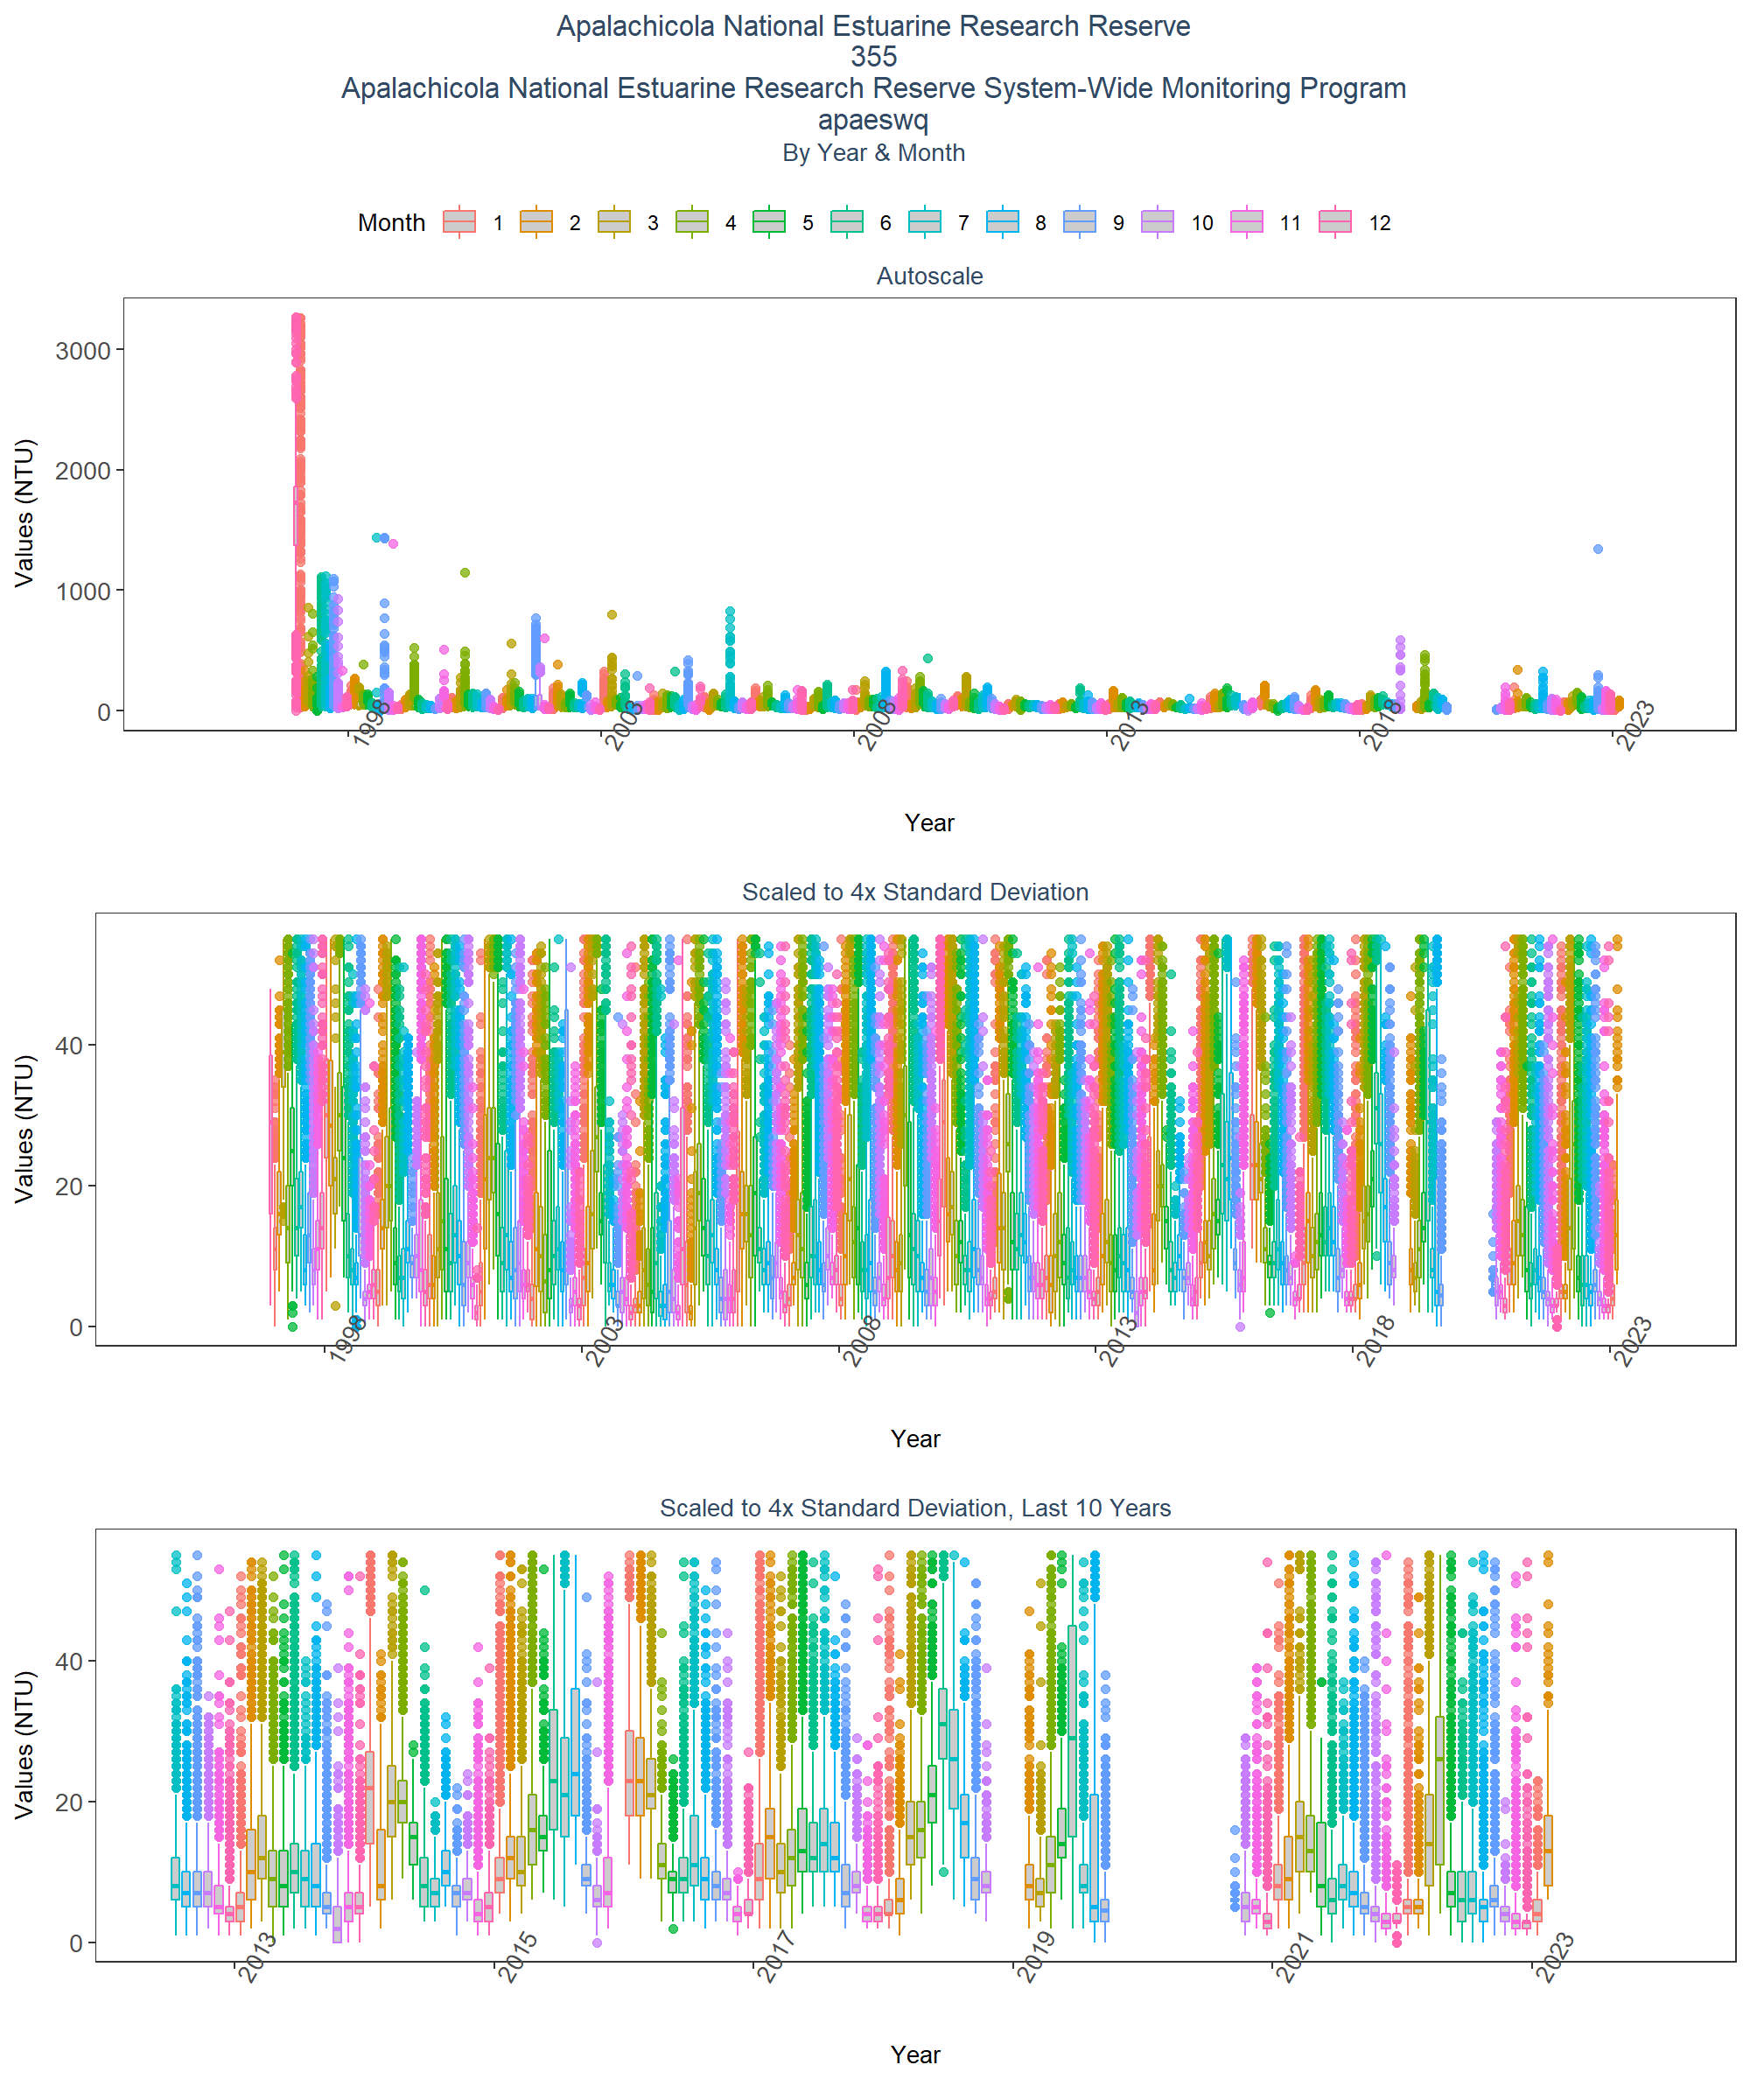 Apalachicola National Estuarine Research Reserve
355
Apalachicola National Estuarine Research Reserve System-Wide Monitoring Program
apaeswq
By Year & Month
Month 1 2 3 4 5 6 7 8 9 10 11 12
Autoscale
Values (NTU)
3000
2000
1000
0
1998 2003 2008 2013 2018 2023
Year
Scaled to 4x Standard Deviation
Values (NTU)
40
20
0
1998 2003 2008 2013 2018 2023
Year
Scaled to 4x Standard Deviation, Last 10 Years
Values (NTU)
40
20
0
2013 2015 2017 2019 2021 2023
Year